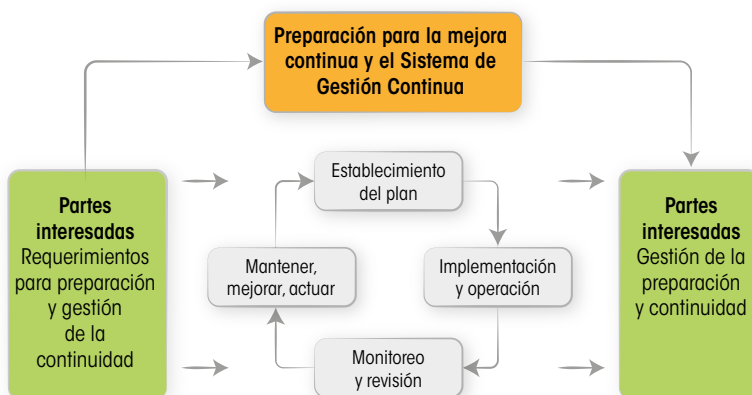 Preparación para la mejora
continua y el Sistema de
Gestión Continua
Partes
interesadas
Requerimientos
para preparación
y gestión
de la
continuidad
Establecimiento
del plan
Mantener,
mejorar, actuar
Implementación
y operación
Monitoreo
y revisión
Partes
interesadas
Gestión de la
preparación
y continuidad